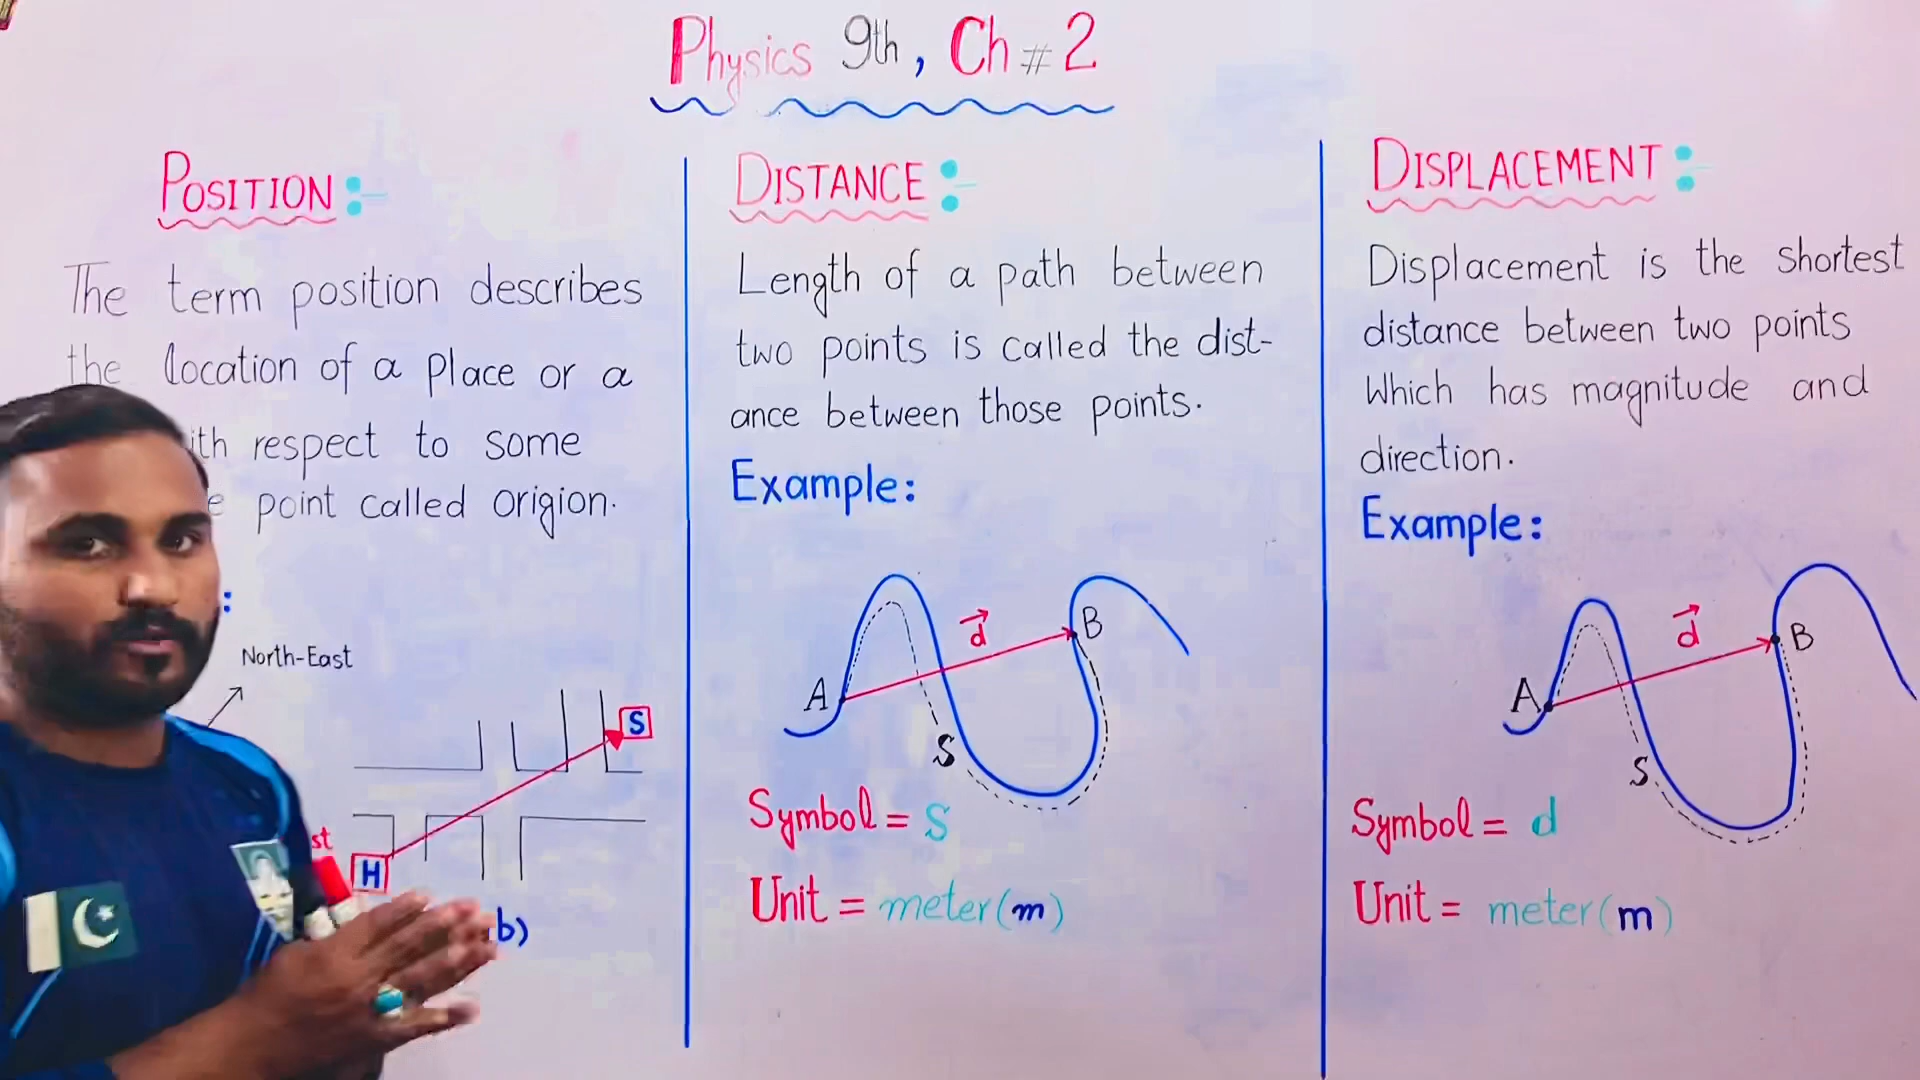 Physics 9th, Ch # 2
POSITION:-
The term position describes
the location of a place or a
respect to some
point called origion.
:
North-East
S
st
H
b)
DISTANCE:-
Length of a path between
two points is called the dist-
ance between those points.
Example:
d
B
A
S
Symbol = S
Unit = meter(m)
DISPLACEMENT:-
Displacement is the shortest
distance between two points
Which has magnitude and
direction.
Example:
d
B
A
S
Symbol = d
Unit = meter(m)